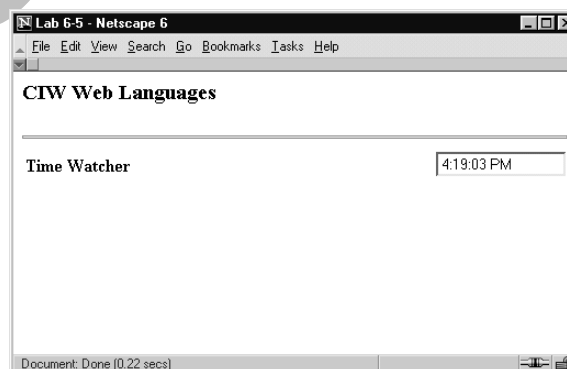 Lab 6-5 - Netscape 6
File Edit View Search Go Bookmarks Tasks Help
CIW Web Languages
Time Watcher 4:19:03 PM
Document: Done (0.22 secs)